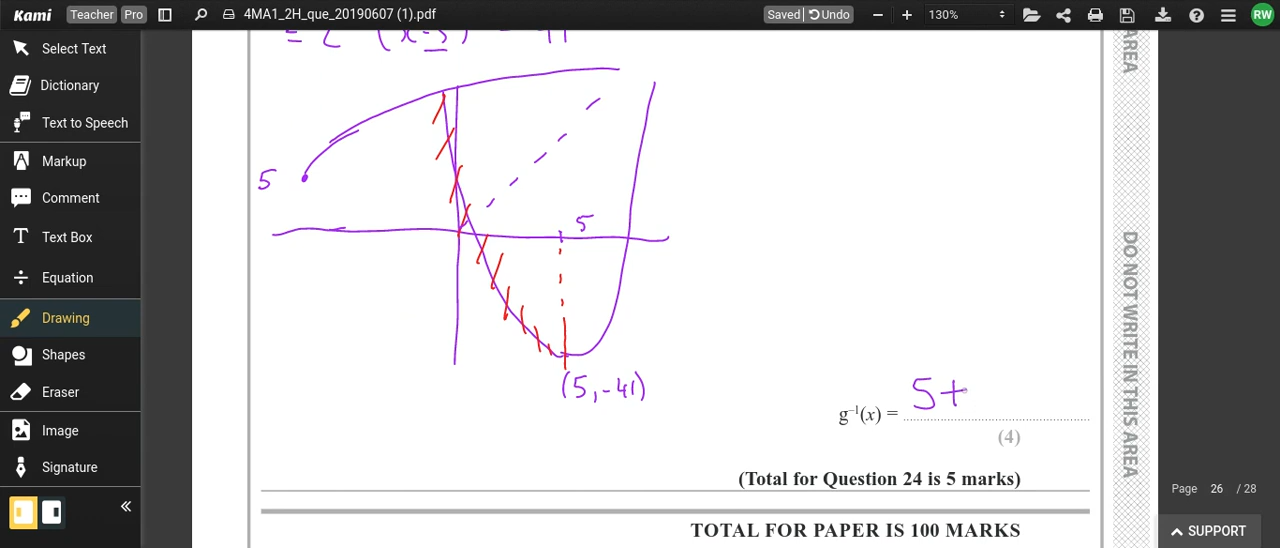 Kami Teacher Pro 4MA1_2H_que_20190607 (1).pdf Saved Undo 130% RW
Select Text
Dictionary
Text to Speech
Markup
Comment
Text Box
Equation
Drawing
Shapes
Eraser
Image
Signature
5
5
(5,-41)
5+
g⁻¹(x) =
(4)
(Total for Question 24 is 5 marks)
TOTAL FOR PAPER IS 100 MARKS
AREA
DO NOT WRITE IN THIS AREA
Page 26 / 28
SUPPORT